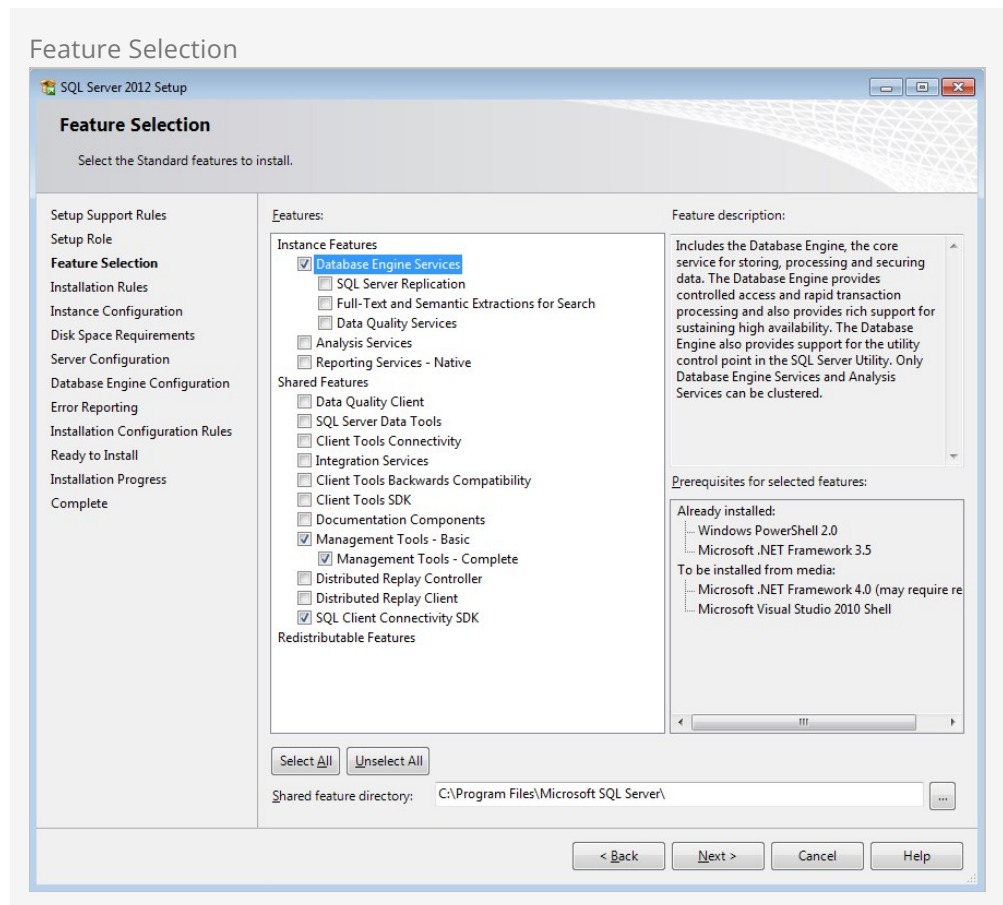 Feature Selection
SQL Server 2012 Setup
Feature Selection
Select the Standard features to install.
Setup Support Rules
Setup Role
Feature Selection
Installation Rules
Instance Configuration
Disk Space Requirements
Server Configuration
Database Engine Configuration
Error Reporting
Installation Configuration Rules
Ready to Install
Installation Progress
Complete
Features:
Instance Features
Database Engine Services
SQL Server Replication
Full-Text and Semantic Extractions for Search
Data Quality Services
Analysis Services
Reporting Services - Native
Shared Features
Data Quality Client
SQL Server Data Tools
Client Tools Connectivity
Integration Services
Client Tools Backwards Compatibility
Client Tools SDK
Documentation Components
Management Tools - Basic
Management Tools - Complete
Distributed Replay Controller
Distributed Replay Client
SQL Client Connectivity SDK
Redistributable Features
Feature description:
Includes the Database Engine, the core
service for storing, processing and securing
data. The Database Engine provides
controlled access and rapid transaction
processing and also provides rich support for
sustaining high availability. The Database
Engine also provides support for the utility
control point in the SQL Server Utility. Only
Database Engine Services and Analysis
Services can be clustered.
Prerequisites for selected features:
Already installed:
Windows PowerShell 2.0
Microsoft .NET Framework 3.5
To be installed from media:
Microsoft .NET Framework 4.0 (may require re
Microsoft Visual Studio 2010 Shell
Select All
Unselect All
Shared feature directory:
C:\Program Files\Microsoft SQL Server\
...
< Back
Next >
Cancel
Help